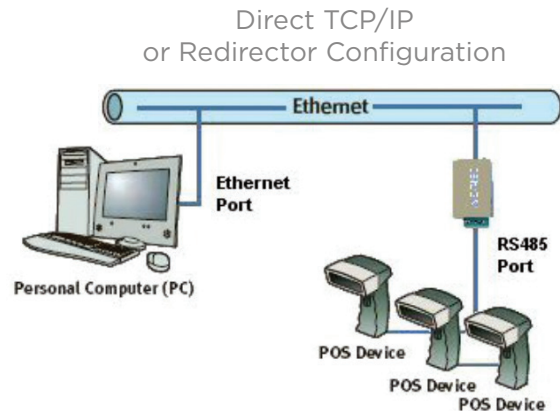 Direct TCP/IP
or Redirector Configuration
Ethernet
Ethernet
Port
RS485
Port
Personal Computer (PC)
POS Device
POS Device
POS Device